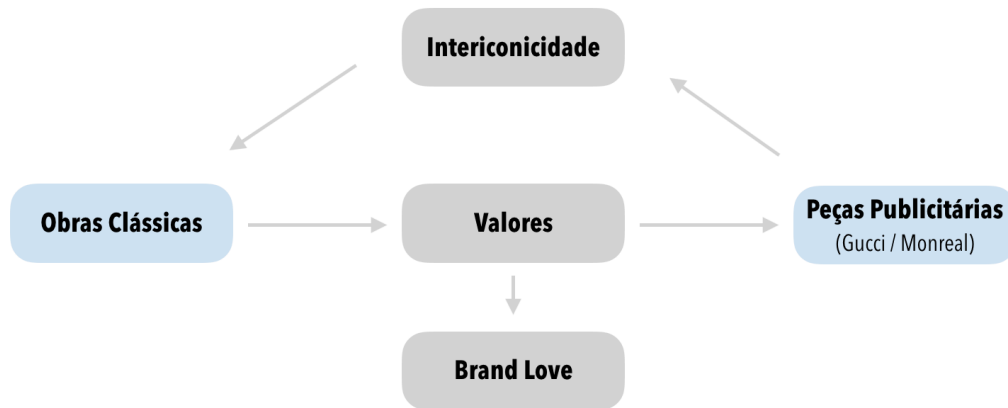 Intericonicidade
Obras Clássicas
Valores
Peças Publicitárias
(Gucci / Monreal)
Brand Love